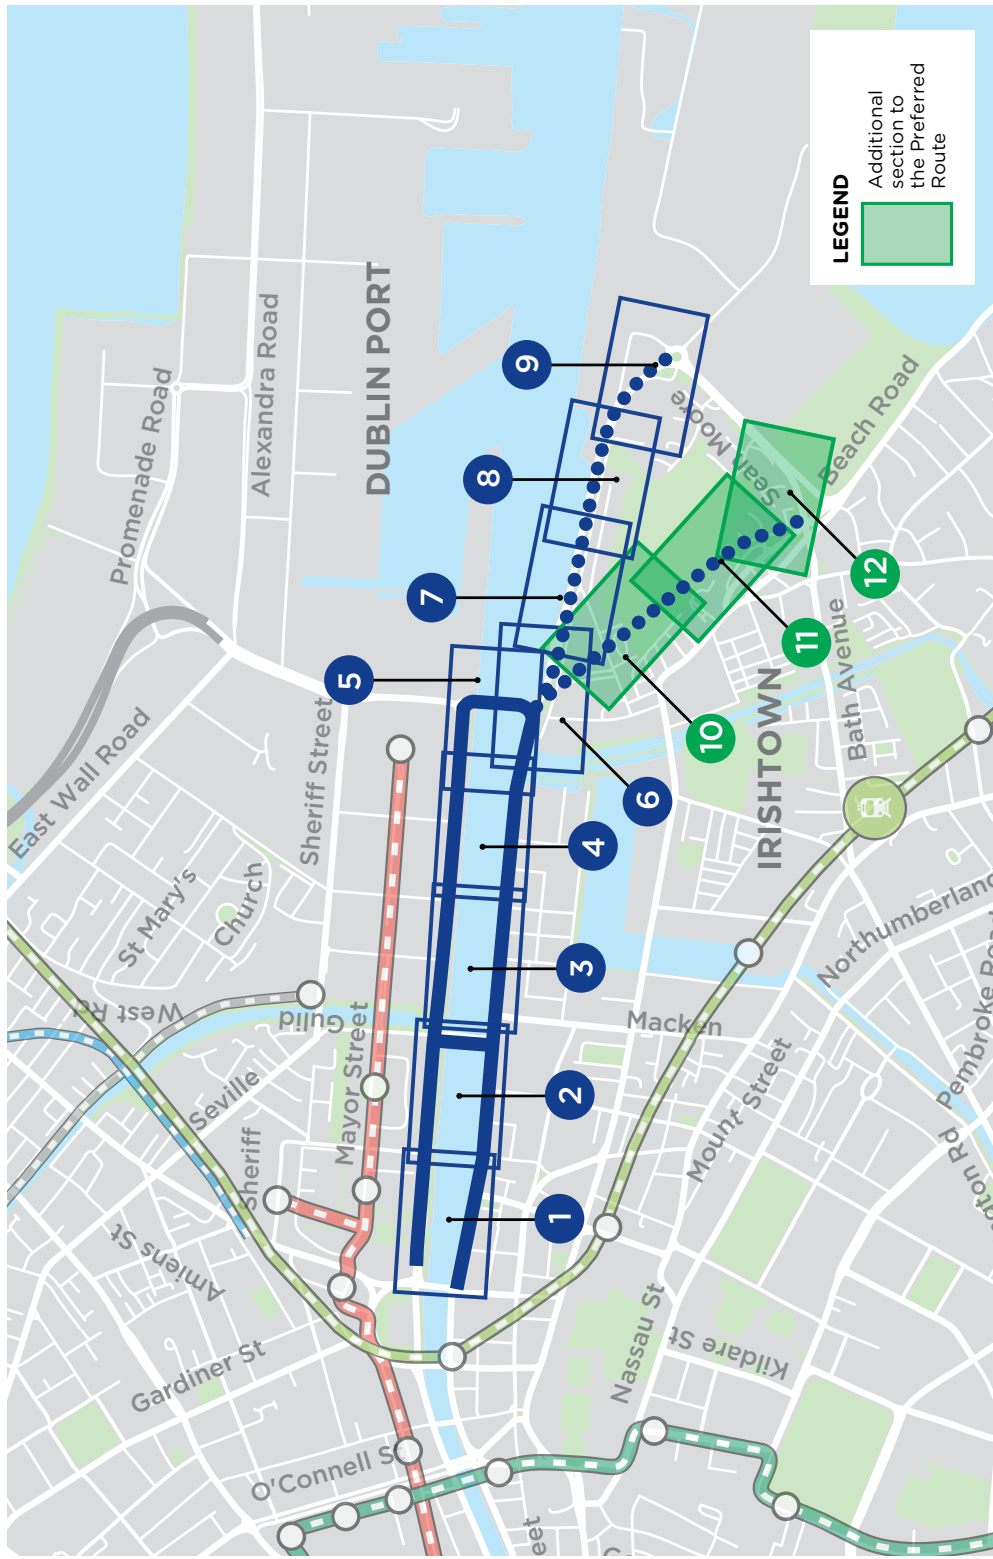 Promenade Road
Alexandra Road
DUBLIN PORT
East Wall Road
Sheriff Street
St Mary's
Church
West Rd
Guild
Seville
Sheriff
Mayor Street
Amiens St
Gardiner St
O'Connell St
Nassau St
Kildare St
Mount Street
Macken
IRISHTOWN
Bath Avenue
Northumberland
Pembroke Road
Sean Moore
Beach Road
1
2
3
4
5
6
7
8
9
10
11
12
LEGEND
Additional
section to
the Preferred
Route